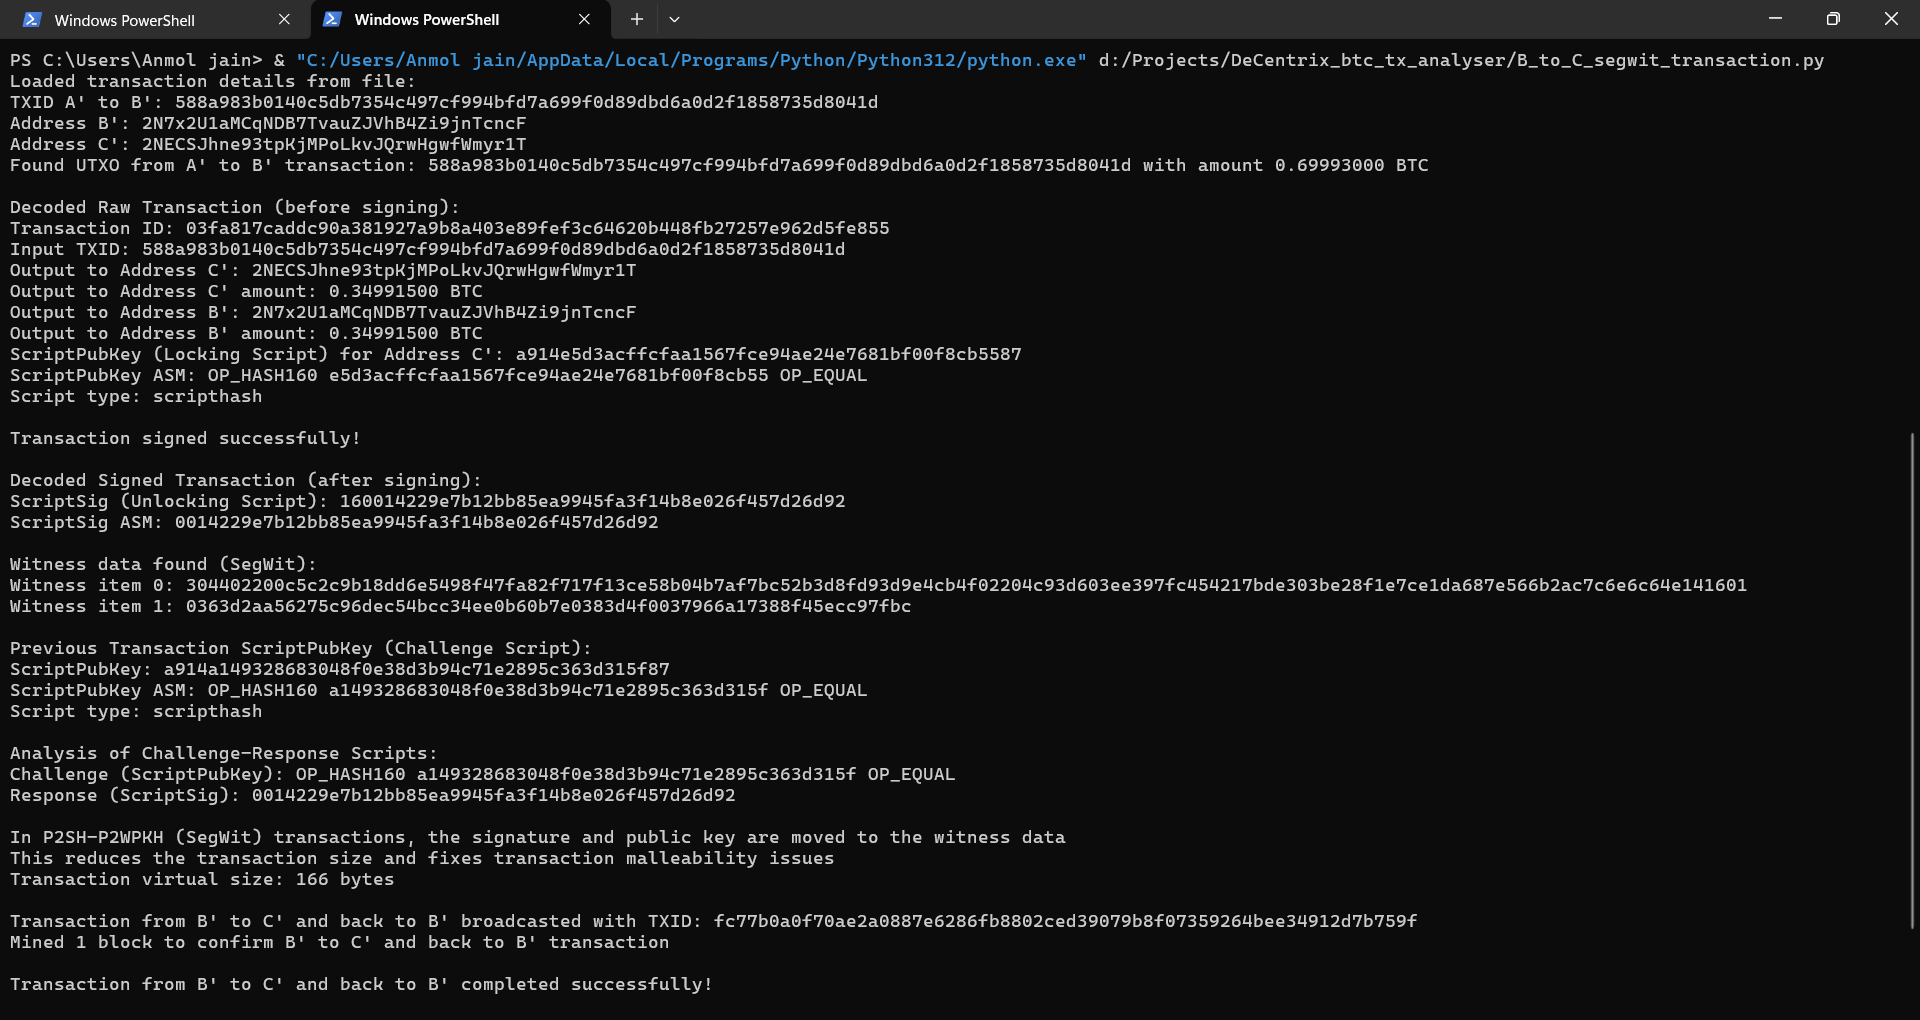 Windows PowerShell
Windows PowerShell
PS C:\Users\Anmol jain> & "C:/Users/Anmol jain/AppData/Local/Programs/Python/Python312/python.exe" d:/Projects/DeCentrix_btc_tx_analyser/B_to_C_segwit_transaction.py
Loaded transaction details from file:
TXID A' to B': 588a983b0140c5db7354c497cf994bfd7a699f0d89dbd6a0d2f1858735d8041d
Address B': 2N7x2U1aMCqNDB7TvauZJVhB4Zi9jnTcncF
Address C': 2NECSJhne93tpKjMPoLkvJQrwHgwfWmyr1T
Found UTXO from A' to B' transaction: 588a983b0140c5db7354c497cf994bfd7a699f0d89dbd6a0d2f1858735d8041d with amount 0.69993000 BTC
Decoded Raw Transaction (before signing):
Transaction ID: 03fa817caddc90a381927a9b8a403e89fef3c64620b448fb27257e962d5fe855
Input TXID: 588a983b0140c5db7354c497cf994bfd7a699f0d89dbd6a0d2f1858735d8041d
Output to Address C': 2NECSJhne93tpKjMPoLkvJQrwHgwfWmyr1T
Output to Address C' amount: 0.34991500 BTC
Output to Address B': 2N7x2U1aMCqNDB7TvauZJVhB4Zi9jnTcncF
Output to Address B' amount: 0.34991500 BTC
ScriptPubKey (Locking Script) for Address C': a914e5d3acffcfaa1567fce94ae24e7681bf00f8cb5587
ScriptPubKey ASM: OP_HASH160 e5d3acffcfaa1567fce94ae24e7681bf00f8cb55 OP_EQUAL
Script type: scripthash
Transaction signed successfully!
Decoded Signed Transaction (after signing):
ScriptSig (Unlocking Script): 160014229e7b12bb85ea9945fa3f14b8e026f457d26d92
ScriptSig ASM: 0014229e7b12bb85ea9945fa3f14b8e026f457d26d92
Witness data found (SegWit):
Witness item 0: 304402200c5c2c9b18dd6e5498f47fa82f717f13ce58b04b7af7bc52b3d8fd93d9e4cb4f02204c93d603ee397fc454217bde303be28f1e7ce1da687e566b2ac7c6e6c64e141601
Witness item 1: 0363d2aa56275c96dec54bcc34ee0b60b7e0383d4f0037966a17388f45ecc97fbc
Previous Transaction ScriptPubKey (Challenge Script):
ScriptPubKey: a914a149328683048f0e38d3b94c71e2895c363d315f87
ScriptPubKey ASM: OP_HASH160 a149328683048f0e38d3b94c71e2895c363d315f OP_EQUAL
Script type: scripthash
Analysis of Challenge-Response Scripts:
Challenge (ScriptPubKey): OP_HASH160 a149328683048f0e38d3b94c71e2895c363d315f OP_EQUAL
Response (ScriptSig): 0014229e7b12bb85ea9945fa3f14b8e026f457d26d92
In P2SH-P2WPKH (SegWit) transactions, the signature and public key are moved to the witness data
This reduces the transaction size and fixes transaction malleability issues
Transaction virtual size: 166 bytes
Transaction from B' to C' and back to B' broadcasted with TXID: fc77b0a0f70ae2a0887e6286fb8802ced39079b8f07359264bee34912d7b759f
Mined 1 block to confirm B' to C' and back to B' transaction
Transaction from B' to C' and back to B' completed successfully!